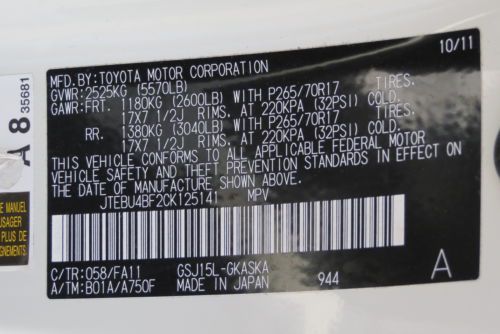 10/11
MFD.BY:TOYOTA MOTOR CORPORATION
GVWR:2525KG (5570LB)
GAWR:FRT. 1180KG (2600LB) WITH P265/70R17 TIRES.
17X7 1/2J RIMS. AT 220KPA (32PSI) COLD.
RR. 1380KG (3040LB) WITH P265/70R17 TIRES.
17X7 1/2J RIMS. AT 220KPA (32PSI) COLD.
THIS VEHICLE CONFORMS TO ALL APPLICABLE FEDERAL MOTOR
VEHICLE SAFETY AND THEFT PREVENTION STANDARDS IN EFFECT ON
THE DATE OF MANUFACTURE SHOWN ABOVE.
JTEBU4BF2CK125141 MPV
C/TR:058/FA11 GSJ15L-GKASKA
A/TM:B01A/A750F MADE IN JAPAN 944 A
A 8 35681
E MANUEL
USAGER
PLUS DE
NEMENTS